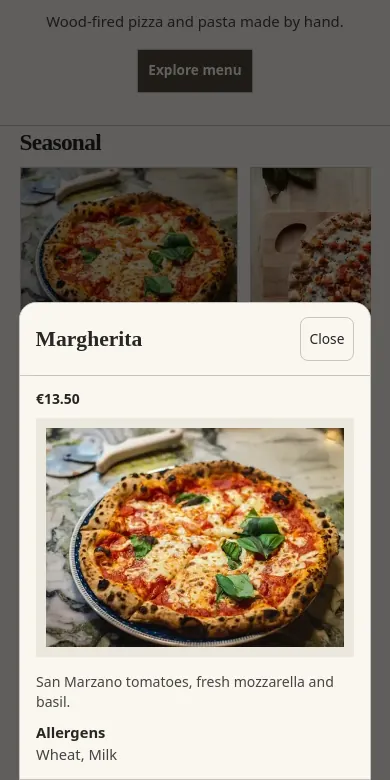 Wood-fired pizza and pasta made by hand.
Explore menu
Seasonal
Margherita
Close
€13.50
San Marzano tomatoes, fresh mozzarella and
basil.
Allergens
Wheat, Milk